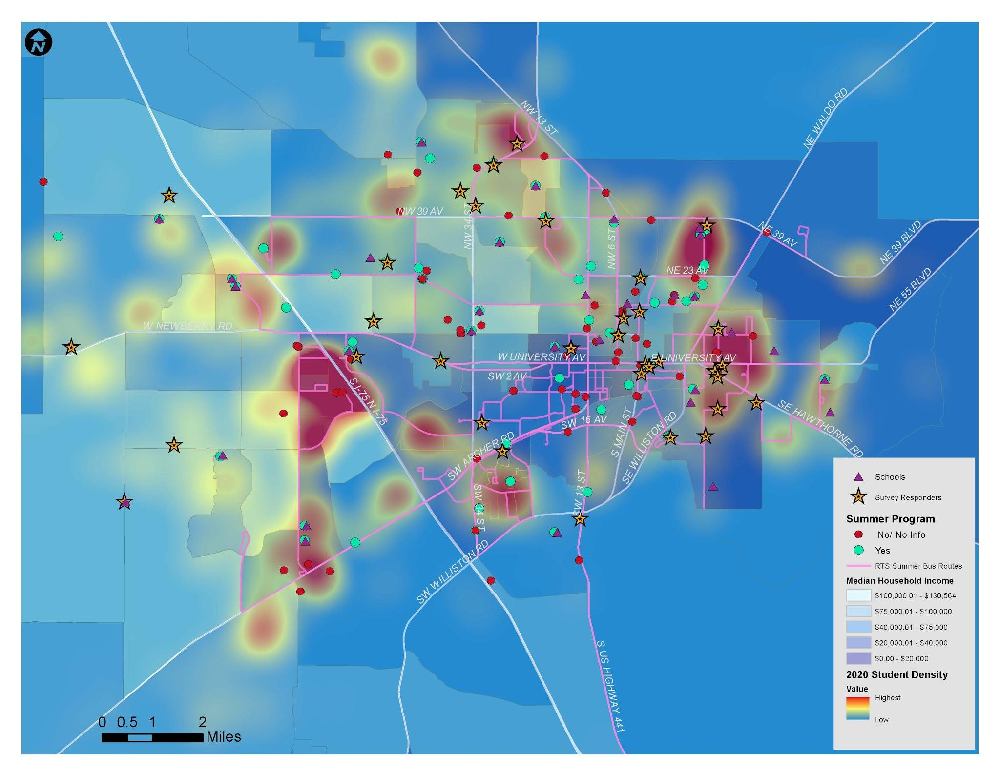 N
NW 13 ST
NE WALDO RD
NW 39 AV
NW 34 ST
NW 6 ST
NE 39 AV
NE 39 BLVD
NE 23 AV
NE 55 BLVD
W NEWBERRY RD
W UNIVERSITY AV
E UNIVERSITY AV
SW 2 AV
S I-75 N I-75
SW 16 AV
S MAIN ST
SE WILLISTON RD
SE HAWTHORNE RD
SW ARCHER RD
SW 34 ST
SW 13 ST
SW WILLISTON RD
S US HIGHWAY 441
0 0.5 1 2
Miles
Schools
Survey Responders
Summer Program
No/ No Info
Yes
RTS Summer Bus Routes
Median Household Income
$100,000.01 - $130,564
$75,000.01 - $100,000
$40,000.01 - $75,000
$20,000.01 - $40,000
$0.00 - $20,000
2020 Student Density
Value
Highest
Low